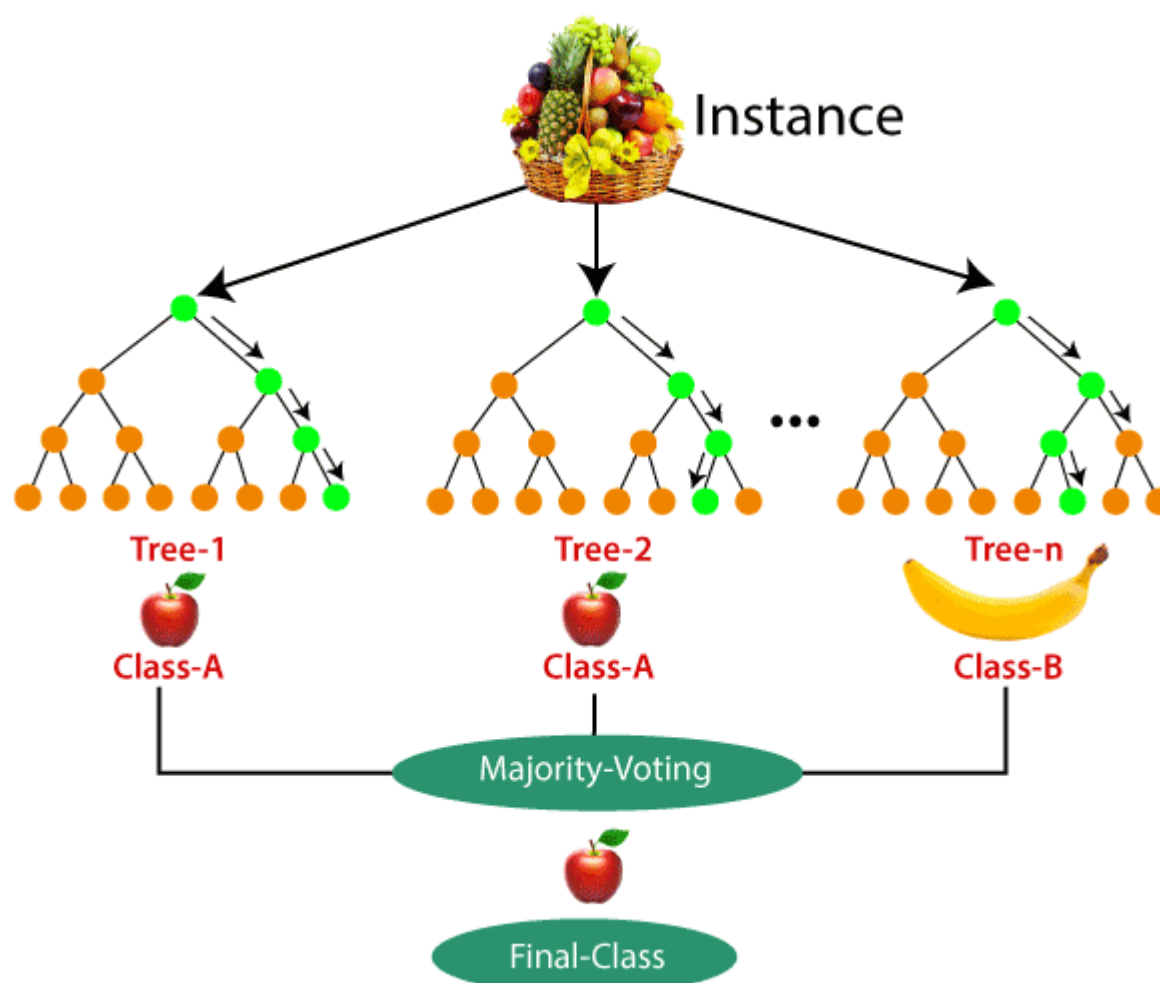 Instance
Tree-1
Tree-2
Tree-n
Class-A
Class-A
Class-B
Majority-Voting
Final-Class